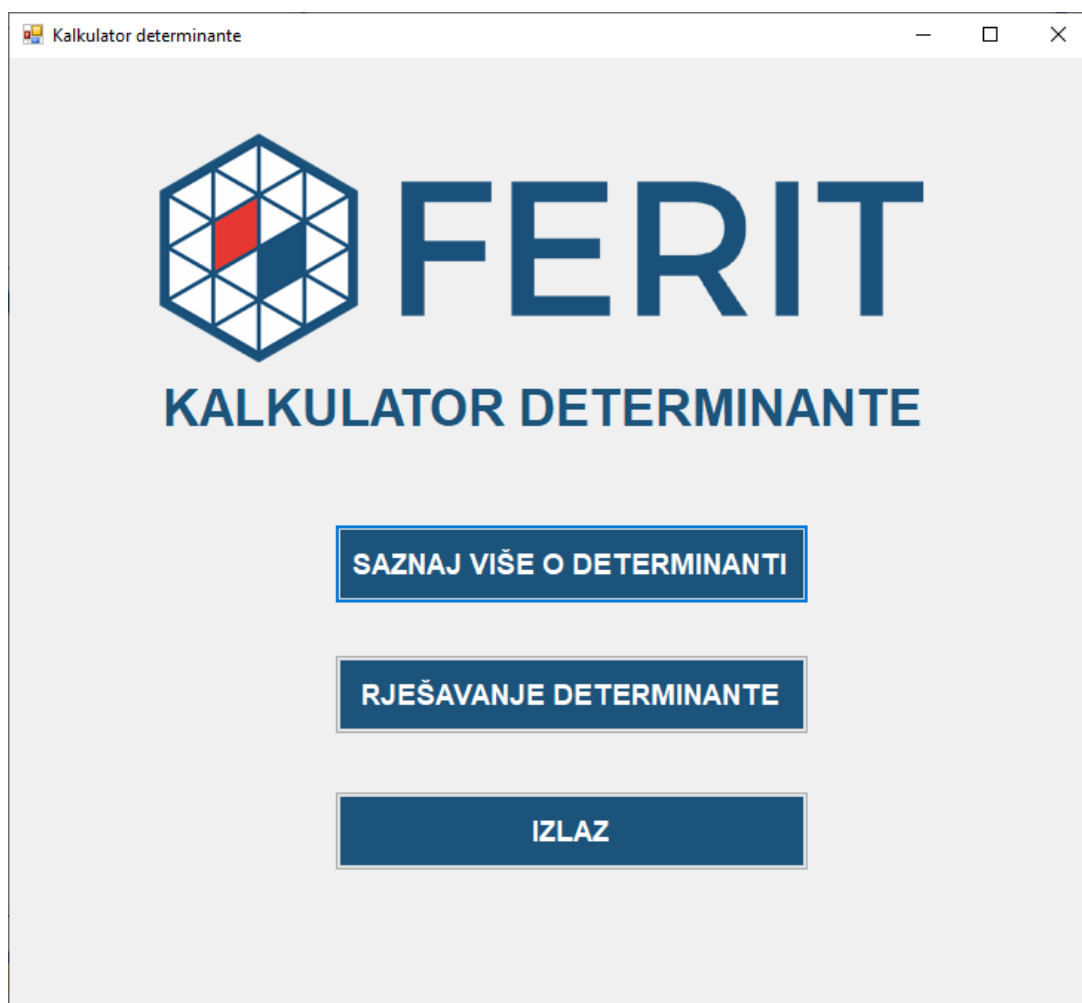 Kalkulator determinante
FERIT
KALKULATOR DETERMINANTE
SAZNAJ VIŠE O DETERMINANTI
RJEŠAVANJE DETERMINANTE
IZLAZ